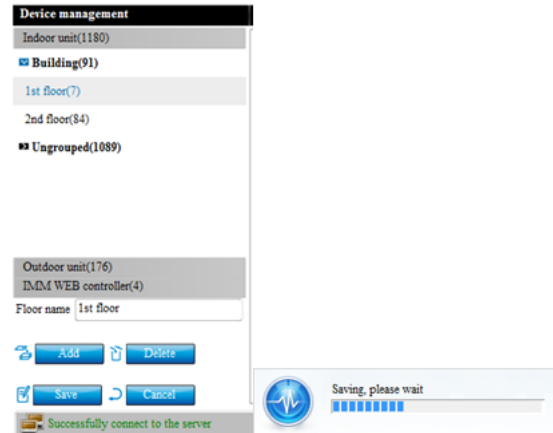 Device management
Indoor unit(1180)
Building(91)
1st floor(7)
2nd floor(84)
Ungrouped(1089)
Outdoor unit(176)
IMM WEB controller(4)
Floor name 1st floor
Add Delete
Save Cancel
Saving, please wait
Successfully connect to the server